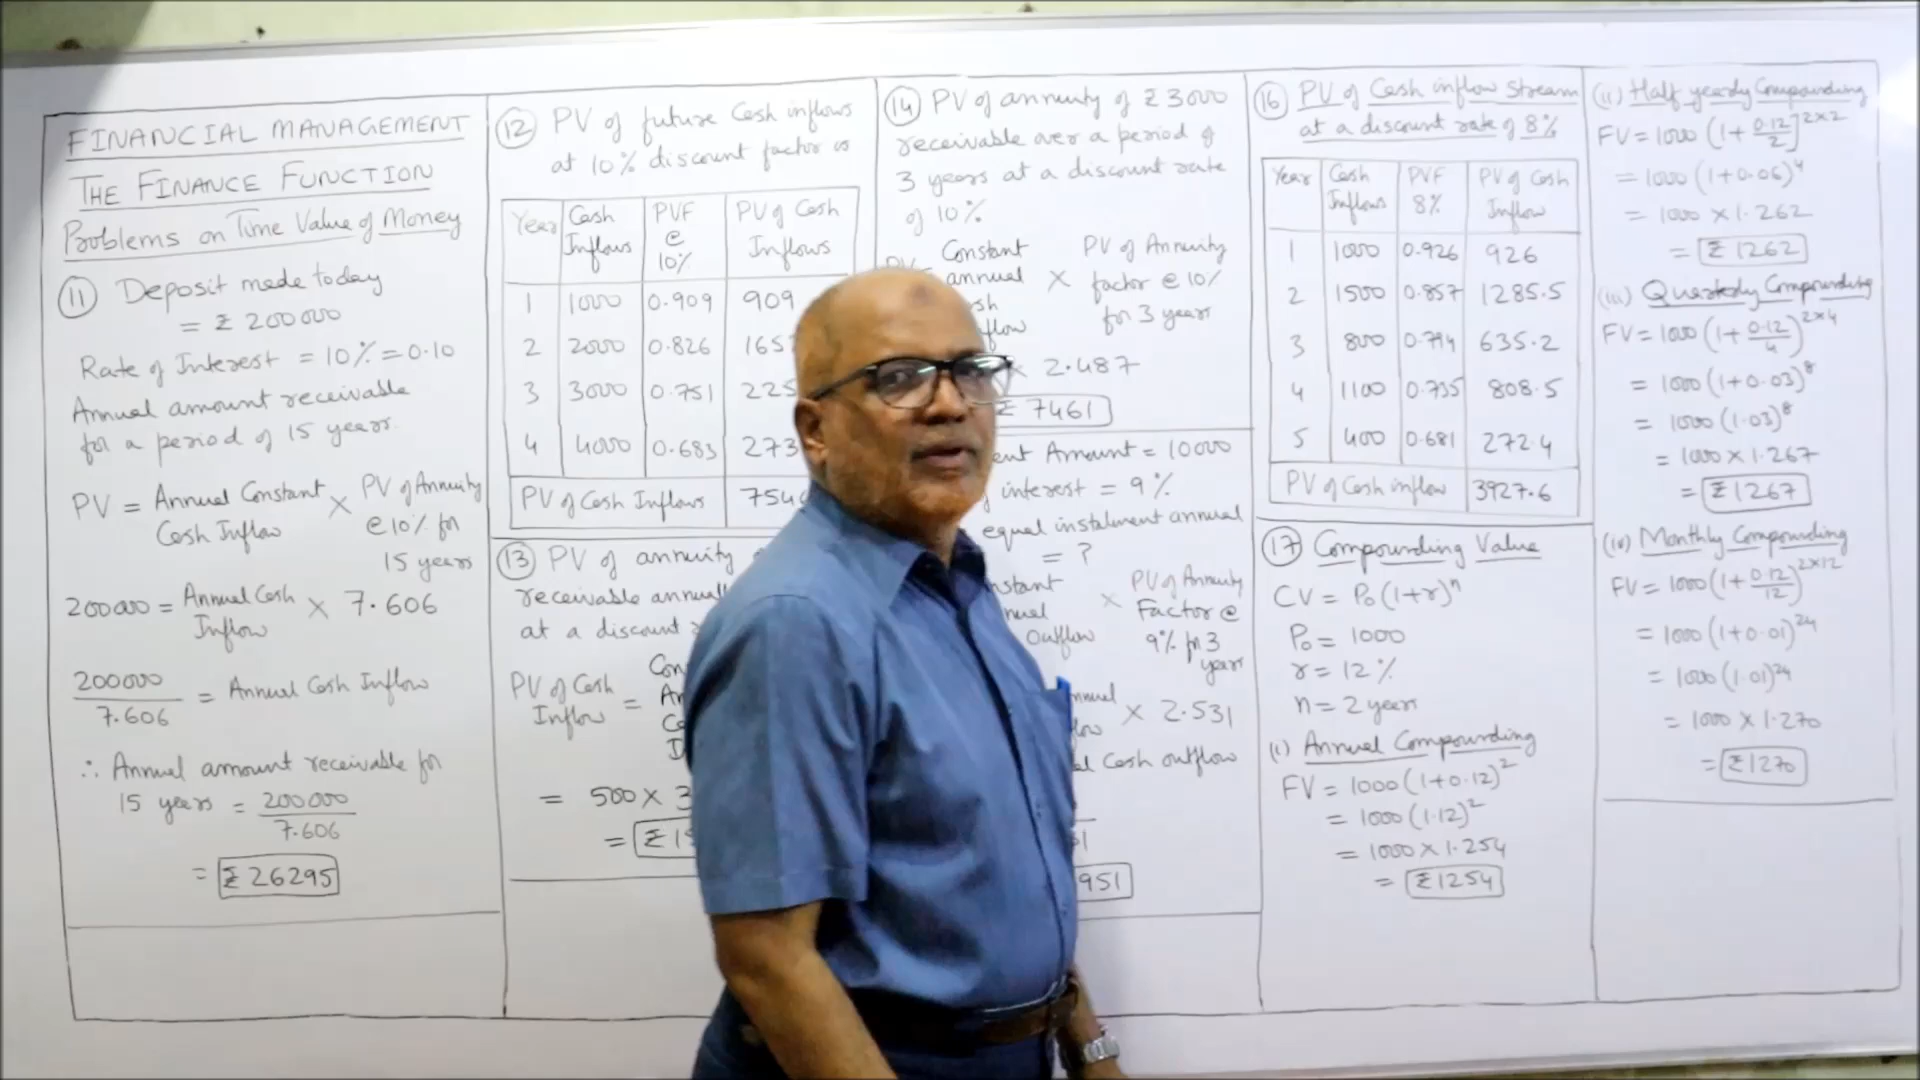 FINANCIAL MANAGEMENT
THE FINANCE FUNCTION
Problems on Time Value of Money
(11) Deposit made today
= ₹ 200000
Rate of Interest = 10% = 0.10
Annual amount receivable
for a period of 15 years.
PV = Annual Constant Cash Inflow × PV of Annuity @ 10% for 15 years
200000 = Annual Cash Inflow × 7.606
200000 / 7.606 = Annual Cash Inflow
∴ Annual amount receivable for
15 years = 200000 / 7.606
= ₹ 26295
(12) PV of future Cash inflows
at 10% discount factor is
Year | Cash Inflows | PVF @ 10% | PV of Cash Inflows
1 | 1000 | 0.909 | 909
2 | 2000 | 0.826 | 165
3 | 3000 | 0.751 | 225
4 | 4000 | 0.683 | 273
PV of Cash Inflows | 754
(13) PV of annuity
receivable annuall
at a discount
PV of Cash Inflow =
= 500 × 3
= ₹ 1
(14) PV of annuity of ₹ 3000
receivable over a period of
3 years at a discount rate
of 10%
Constant annual × PV of Annuity factor @ 10% for 3 years
× 2.487
₹ 7461
ent Amount = 10000
interest = 9%
equal instalment annual
= ?
nstant Outflow × PV of Annuity Factor @ 9% for 3 years
× 2.531
Cash outflow
951
(16) PV of Cash inflow Stream
at a discount rate of 8%
Year | Cash Inflows | PVF 8% | PV of Cash Inflow
1 | 1000 | 0.926 | 926
2 | 1500 | 0.857 | 1285.5
3 | 800 | 0.794 | 635.2
4 | 1100 | 0.735 | 808.5
5 | 400 | 0.681 | 272.4
PV of Cash inflow | 3927.6
(17) Compounding Value
CV = P₀(1+r)ⁿ
P₀ = 1000
r = 12%
n = 2 years
(i) Annual Compounding
FV = 1000 (1+0.12)²
= 1000 (1.12)²
= 1000 × 1.254
= ₹1254
(ii) Half yearly Compounding
FV = 1000 (1 + 0.12/2)^2×2
= 1000 (1+0.06)⁴
= 1000 × 1.262
= ₹ 1262
(iii) Quarterly Compounding
FV = 1000 (1 + 0.12/4)^2×4
= 1000 (1+0.03)⁸
= 1000 (1.03)⁸
= 1000 × 1.267
= ₹ 1267
(iv) Monthly Compounding
FV = 1000 (1 + 0.12/12)^2×12
= 1000 (1+0.01)²⁴
= 1000 (1.01)²⁴
= 1000 × 1.270
= ₹1270